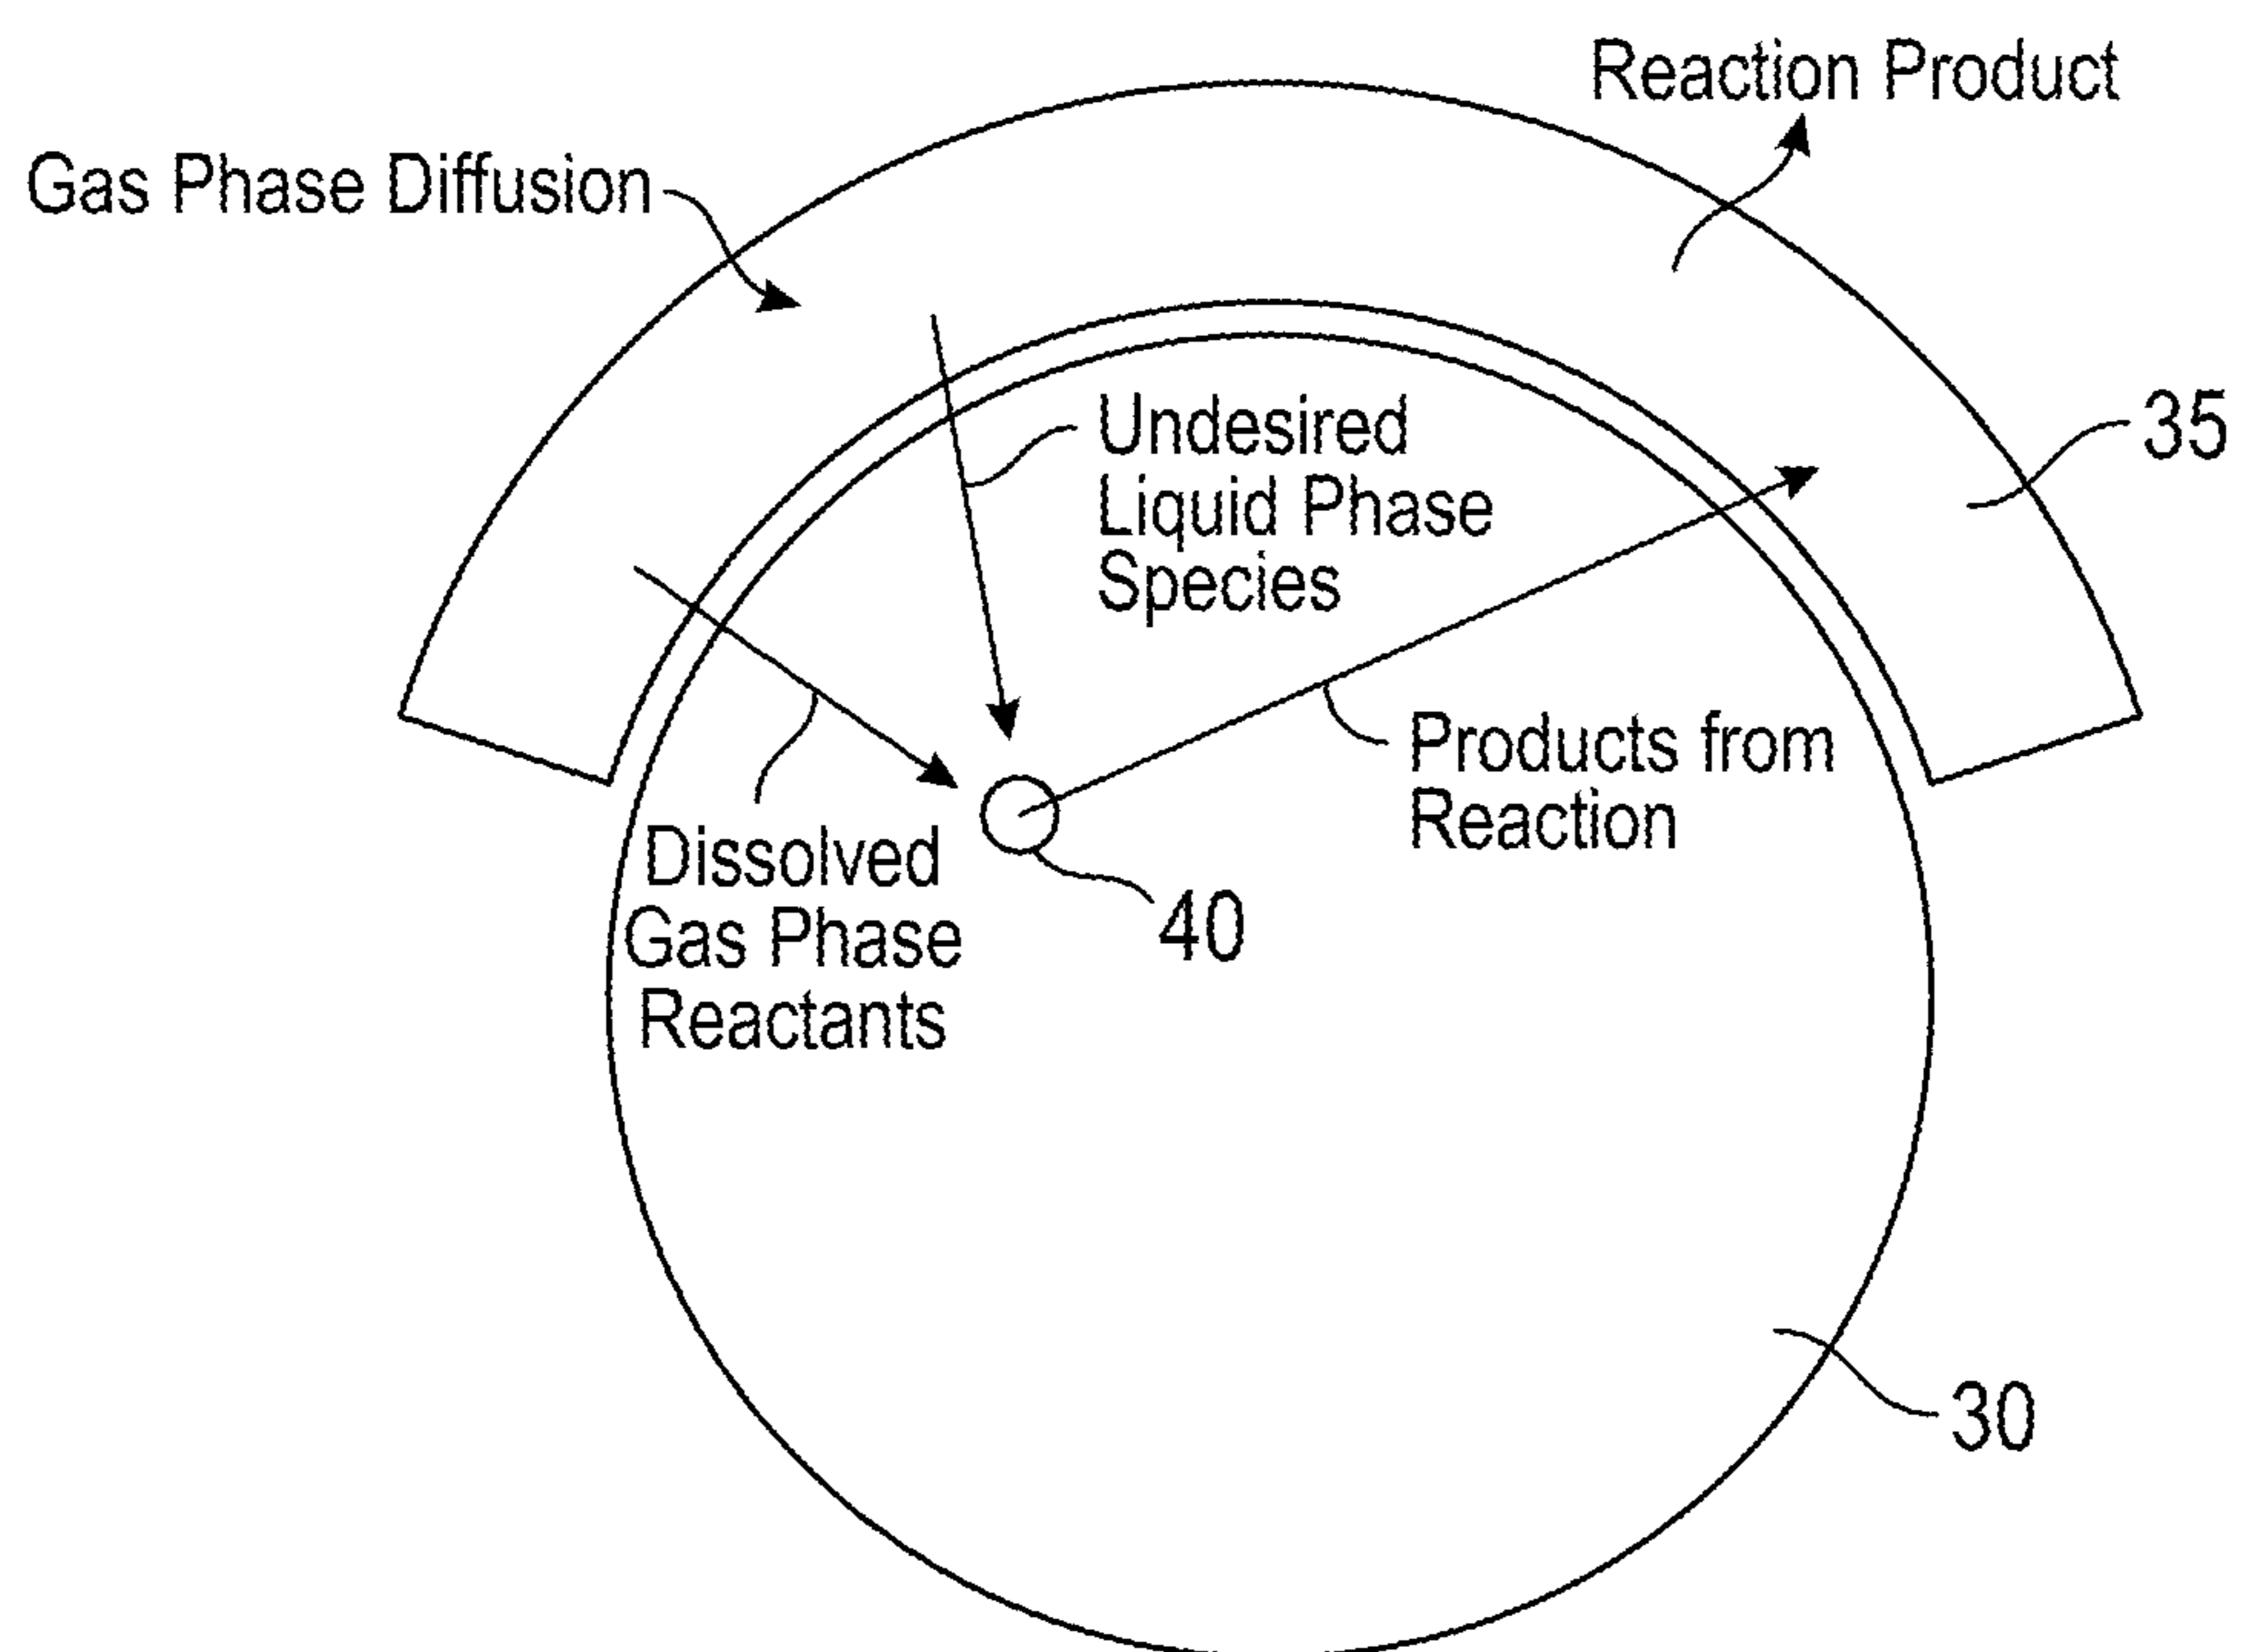 Reaction Product
Gas Phase Diffusion
35
Undesired
Liquid Phase
Species
Products from
Reaction
Dissolved
Gas Phase
Reactants
40
30